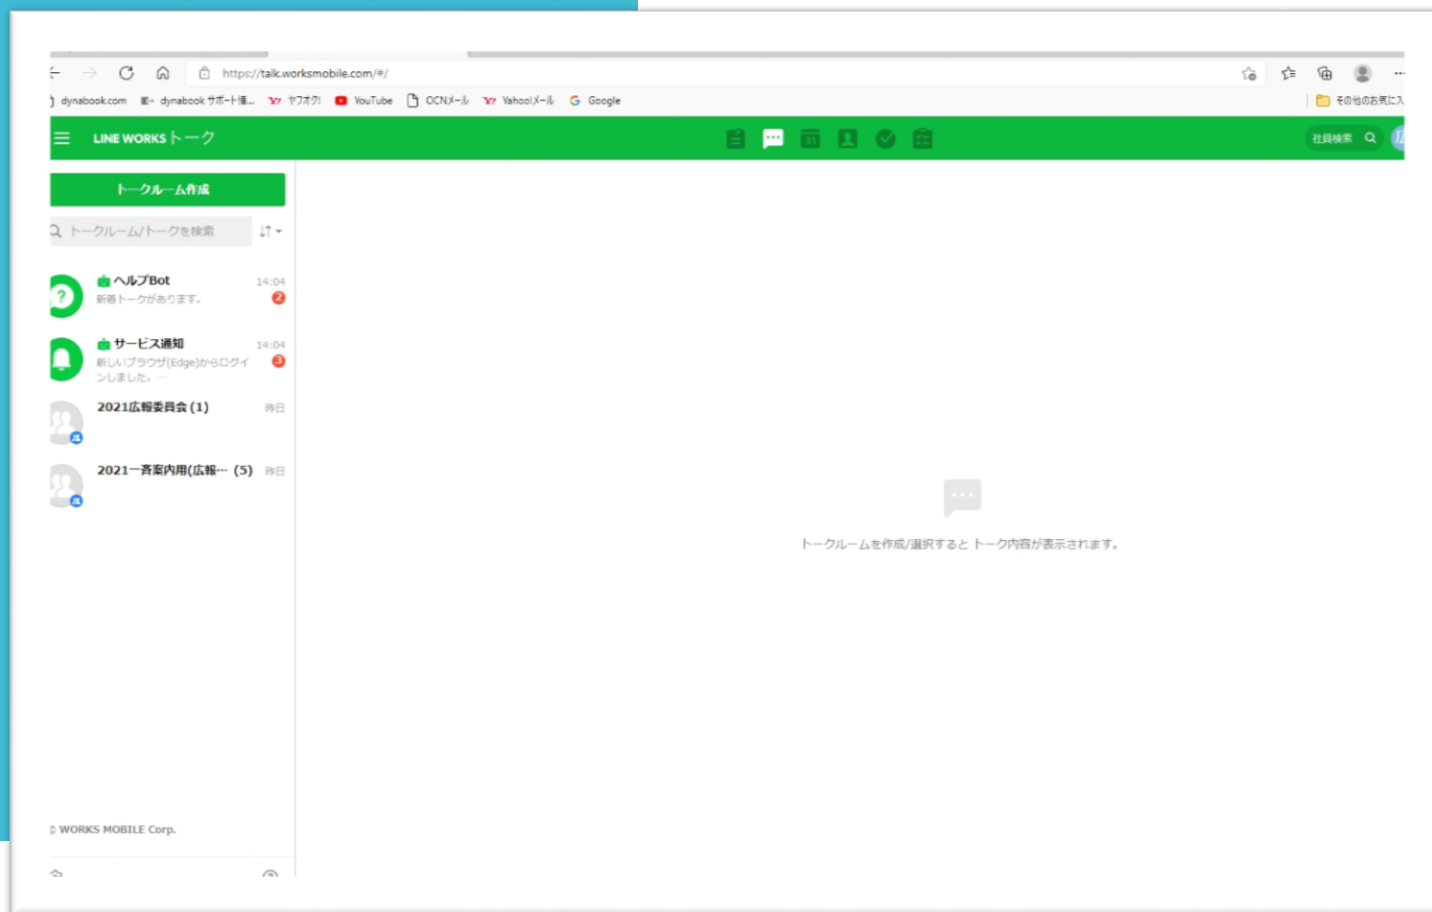 https://talk.worksmobile.com/#/
dynabook.com dynabook サポート情... ヤフオク! YouTube OCNメール Yahoo!メール Google その他のお気に入
LINE WORKS トーク
31
社員検索
トークルーム作成
トークルーム/トークを検索
ヘルプBot 14:04
新着トークがあります。 2
サービス通知 14:04
新しいブラウザ(Edge)からログイ 3
ンしました。...
2021広報委員会 (1) 昨日
2021一斉案内用(広報... (5) 昨日
トークルームを作成/選択すると トーク内容が表示されます。
© WORKS MOBILE Corp.